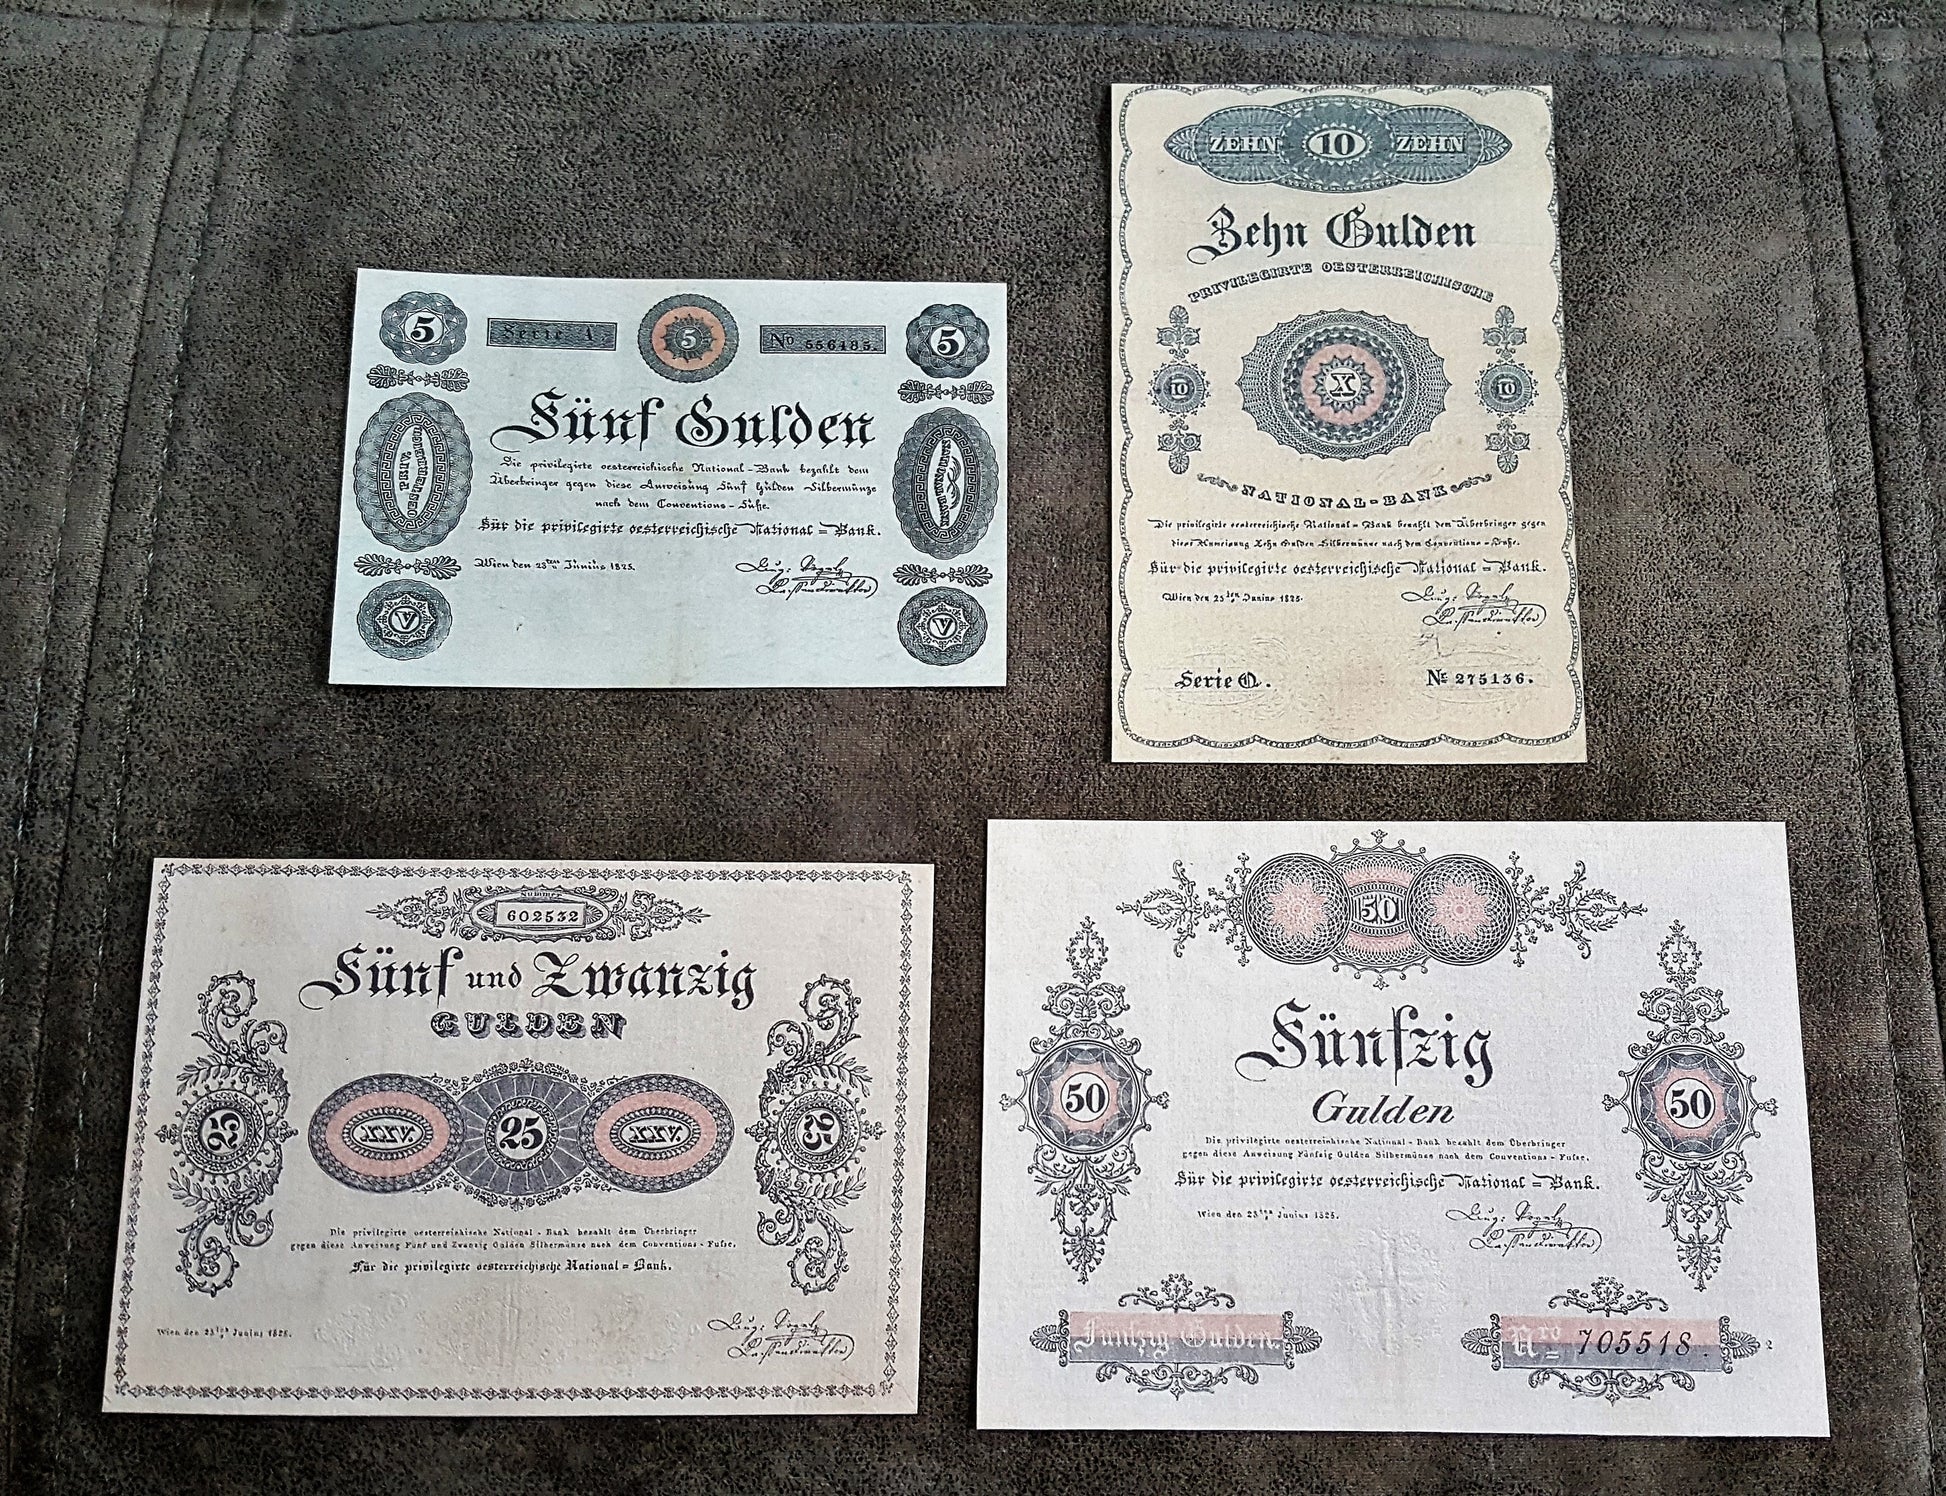 5
Serie A.
5
No 556485.
5
Fünf Gulden
Die privilegirte oesterreichische National-Bank bezahlt dem
Überbringer gegen diese Anweisung Fünf Gulden Silbermünze
nach dem Conventions-Fuße.
Für die privilegirte oesterreichische National=Bank.
Wien den 23ten Junius 1825.
PRIV. OESTERREICH
NATIONAL BANK
V
V
ZEHN 10 ZEHN
Zehn Gulden
PRIVILEGIRTE OESTERREICHISCHE
10
X
10
NATIONAL-BANK
Die privilegirte oesterreichische National=Bank bezahlt dem Überbringer gegen
diese Anweisung Zehn Gulden Silbermünze nach dem Conventions=Fuße.
Für die privilegirte oesterreichische National=Bank.
Wien den 23ten Junius 1825.
Serie Q.
Nr 275136.
Nummer
602532
Fünf und Zwanzig
GULDEN
25
XXV.
25
XXV.
25
Die privilegirte oesterreichische National-Bank bezahlt dem Überbringer
gegen diese Anweisung Fünf und Zwanzig Gulden Silbermünze nach dem Conventions-Fuße.
Für die privilegirte oesterreichische National=Bank.
Wien den 23ten Junius 1825.
50
Fünfzig
Gulden
50
50
Die privilegirte oesterreichische National-Bank bezahlt dem Überbringer
gegen diese Anweisung Fünfzig Gulden Silbermünze nach dem Conventions-Fuße.
Für die privilegirte oesterreichische National=Bank.
Wien den 23ten Junius 1825.
Fünfzig Gulden.
Nro 705518.